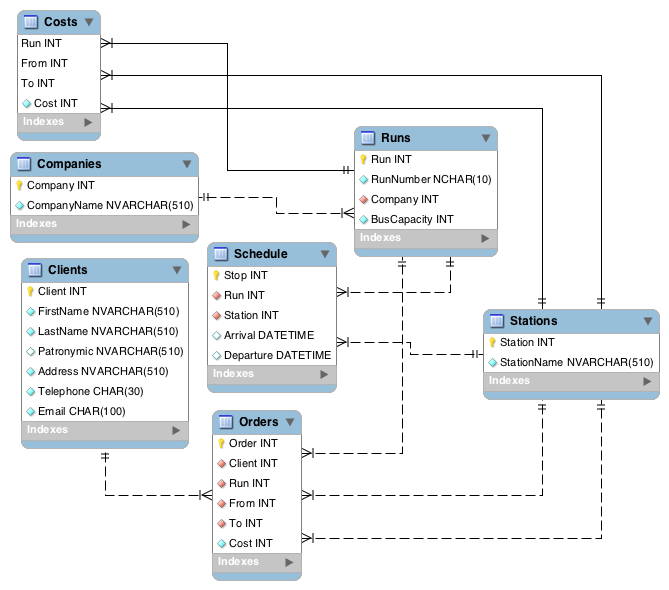 Costs
Run INT
From INT
To INT
Cost INT
Indexes
Companies
Company INT
CompanyName NVARCHAR(510)
Indexes
Runs
Run INT
RunNumber NCHAR(10)
Company INT
BusCapacity INT
Indexes
Clients
Client INT
FirstName NVARCHAR(510)
LastName NVARCHAR(510)
Patronymic NVARCHAR(510)
Address NVARCHAR(510)
Telephone CHAR(30)
Email CHAR(100)
Indexes
Schedule
Stop INT
Run INT
Station INT
Arrival DATETIME
Departure DATETIME
Indexes
Stations
Station INT
StationName NVARCHAR(510)
Indexes
Orders
Order INT
Client INT
Run INT
From INT
To INT
Cost INT
Indexes